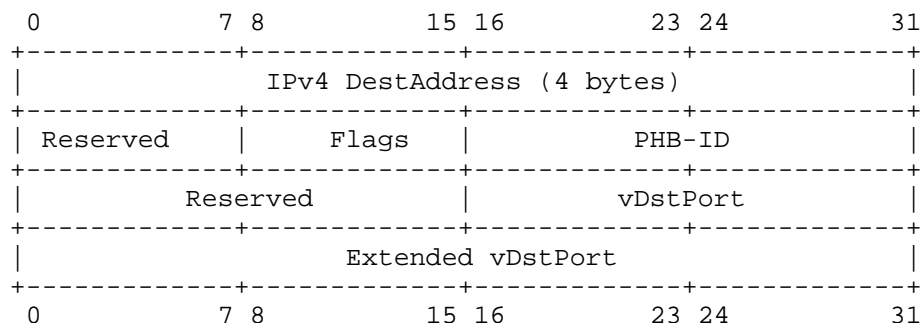 0 7 8 15 16 23 24 31
+-------------+-------------+-------------+-------------+
| IPv4 DestAddress (4 bytes) |
+-------------+-------------+-------------+-------------+
| Reserved | Flags | PHB-ID |
+-------------+-------------+-------------+-------------+
| Reserved | vDstPort |
+-------------+-------------+-------------+-------------+
| Extended vDstPort |
+-------------+-------------+-------------+-------------+
0 7 8 15 16 23 24 31